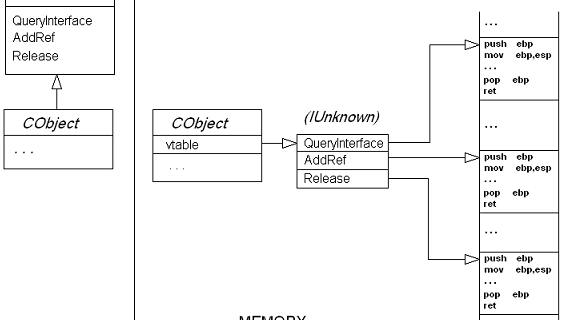 QueryInterface
AddRef
Release
CObject
...
CObject
vtable
...
(IUnknown)
QueryInterface
AddRef
Release
...
push ebp
mov ebp,esp
...
pop ebp
ret
...
push ebp
mov ebp,esp
...
pop ebp
ret
...
push ebp
mov ebp,esp
...
pop ebp
ret
MEMORY